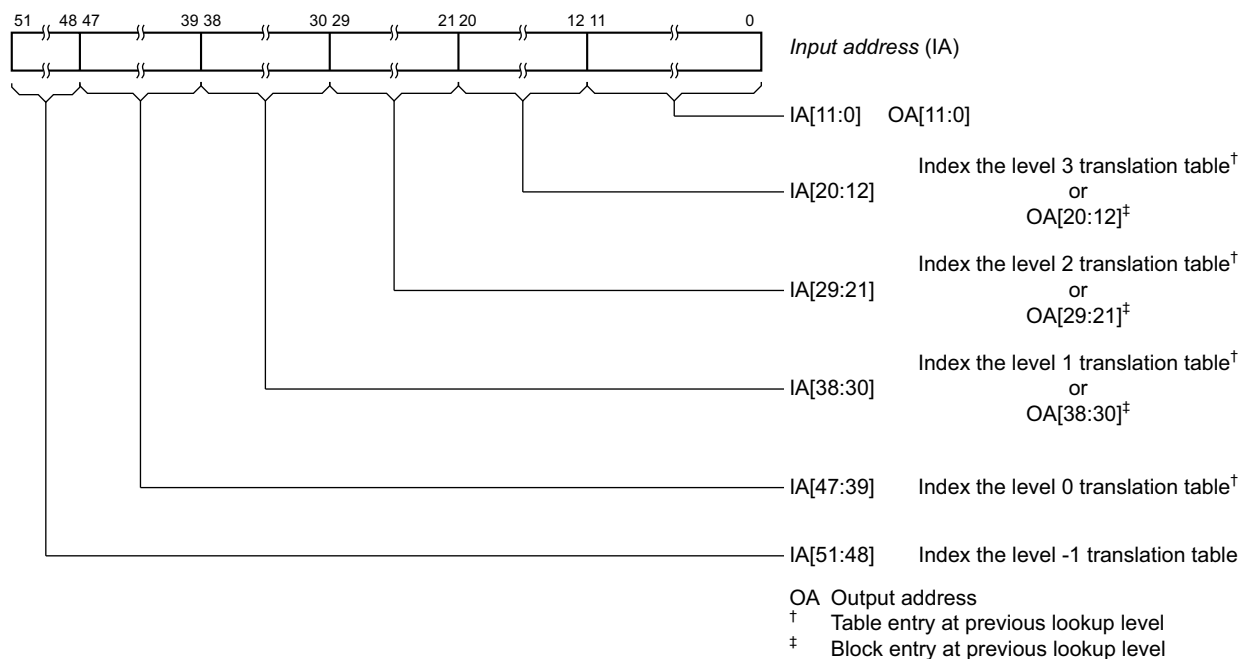 51 48 47 39 38 30 29 21 20 12 11 0
Input address (IA)
IA[11:0] OA[11:0]
IA[20:12] Index the level 3 translation table†
or
OA[20:12]‡
IA[29:21] Index the level 2 translation table†
or
OA[29:21]‡
IA[38:30] Index the level 1 translation table†
or
OA[38:30]‡
IA[47:39] Index the level 0 translation table†
IA[51:48] Index the level -1 translation table
OA Output address
† Table entry at previous lookup level
‡ Block entry at previous lookup level